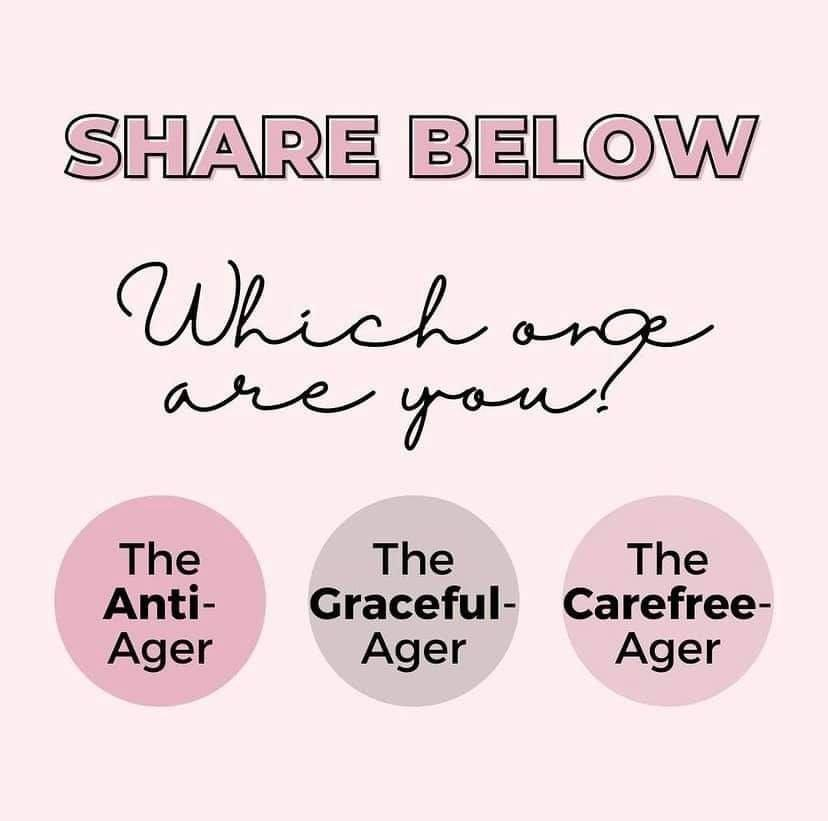 SHARE BELOW
Which one
are you?
The
Anti-
Ager
The
Graceful-
Ager
The
Carefree-
Ager